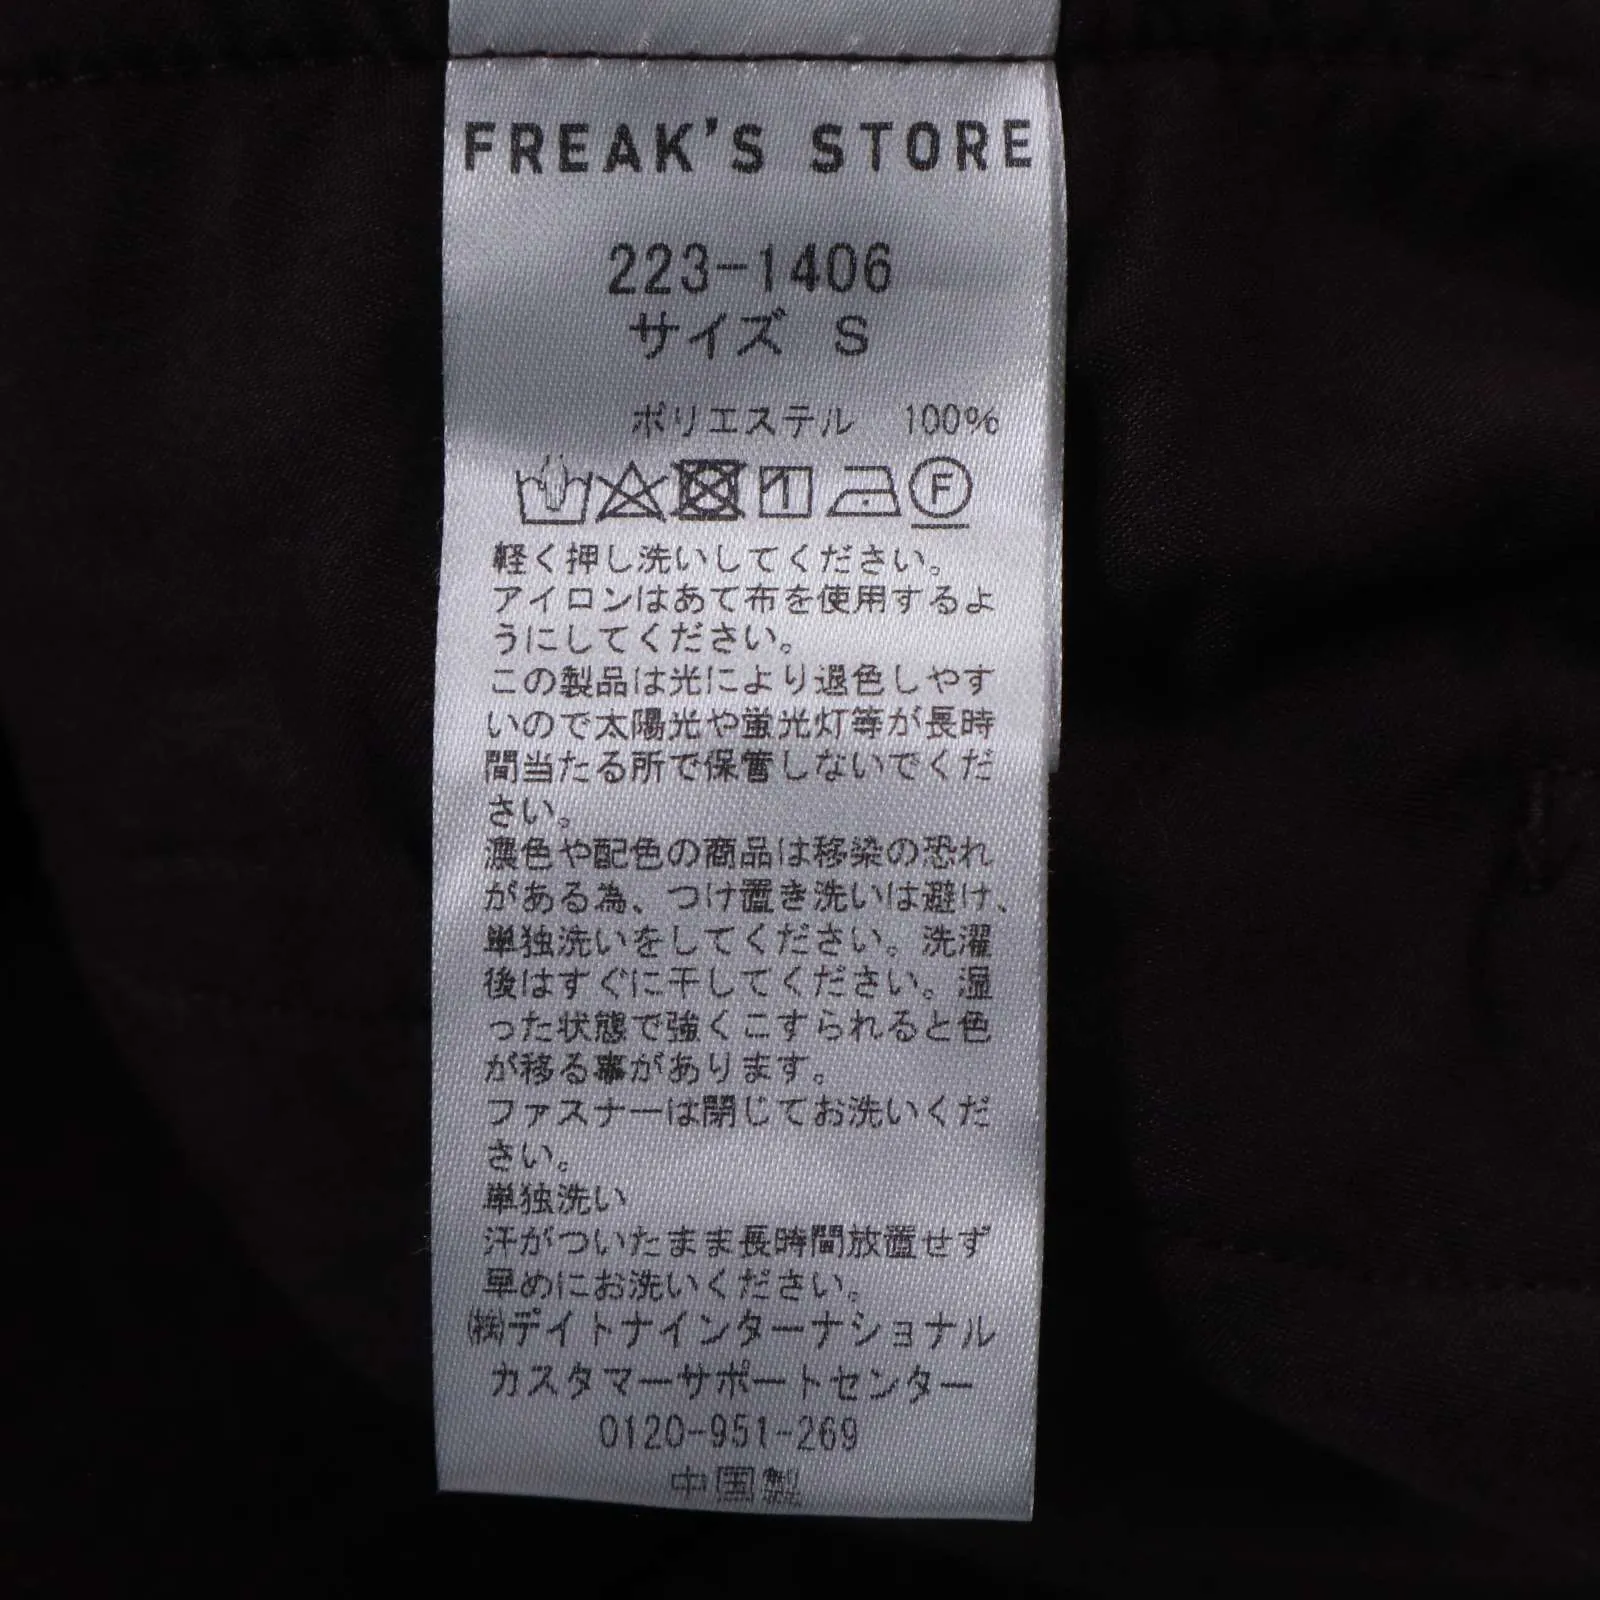 FREAK'S STORE
223-1406
サイズ S
ポリエステル 100%
F
軽く押し洗いしてください。
アイロンはあて布を使用するよ
うにしてください。
この製品は光により退色しやす
いので太陽光や蛍光灯等が長時
間当たる所で保管しないでくだ
さい。
濃色や配色の商品は移染の恐れ
がある為、つけ置き洗いは避け、
単独洗いをしてください。洗濯
後はすぐに干してください。湿
った状態で強くこすられると色
が移る事があります。
ファスナーは閉じてお洗いくだ
さい。
単独洗い
汗がついたまま長時間放置せず
早めにお洗いください。
㈱デイトナインターナショナル
カスタマーサポートセンター
0120-951-269
中国製